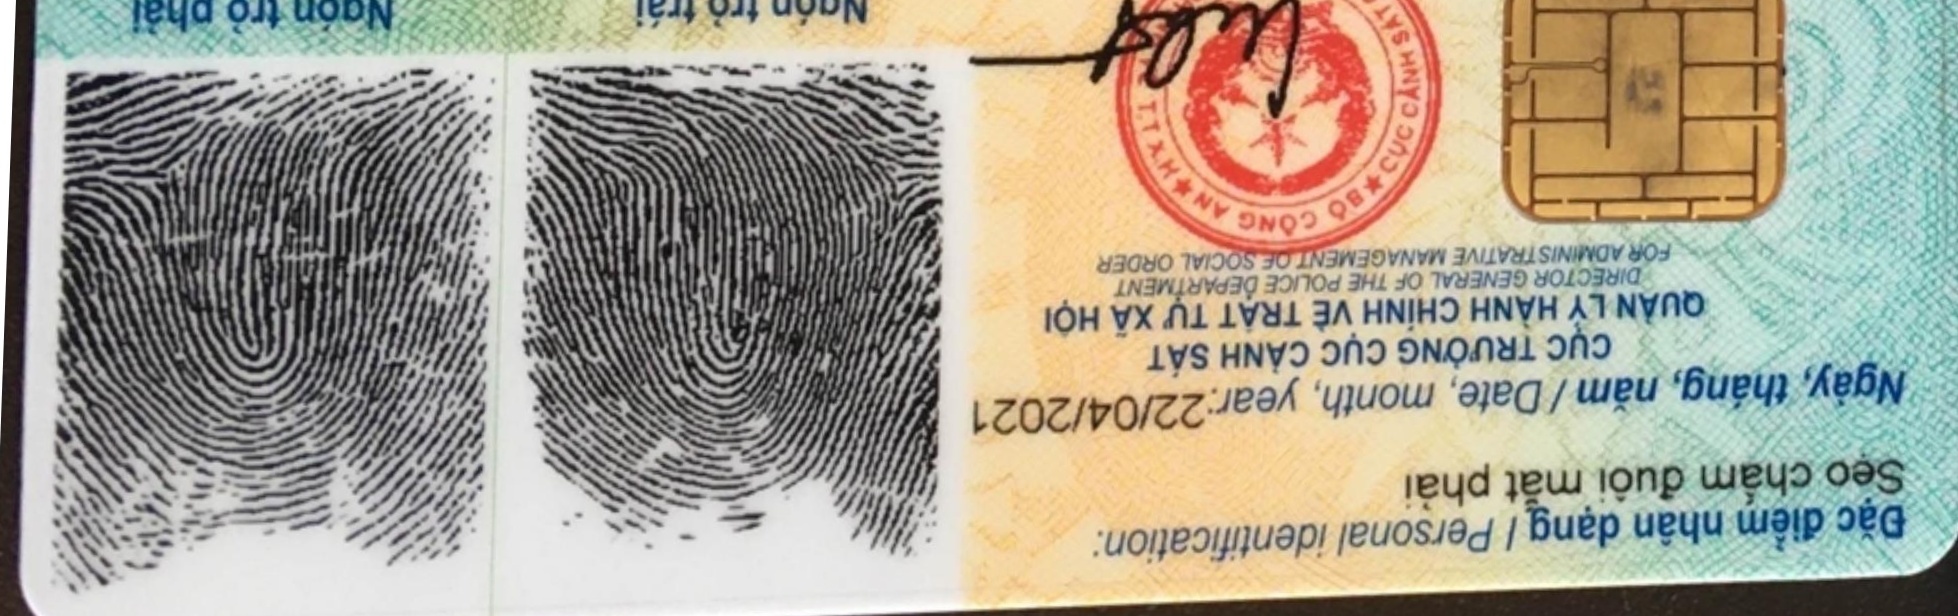 Đặc điểm nhận dạng / Personal identification:
Sẹo chấm đuôi mắt phải
Ngày, tháng, năm / Date, month, year: 22/04/2021
CỤC TRƯỞNG CỤC CẢNH SÁT
QUẢN LÝ HÀNH CHÍNH VỀ TRẬT TỰ XÃ HỘI
DIRECTOR GENERAL OF THE POLICE DEPARTMENT
FOR ADMINISTRATIVE MANAGEMENT OF SOCIAL ORDER
BỘ CÔNG AN ★ CỤC CẢNH SÁT
T.T.X.H
Ngón trỏ trái
Ngón trỏ phải